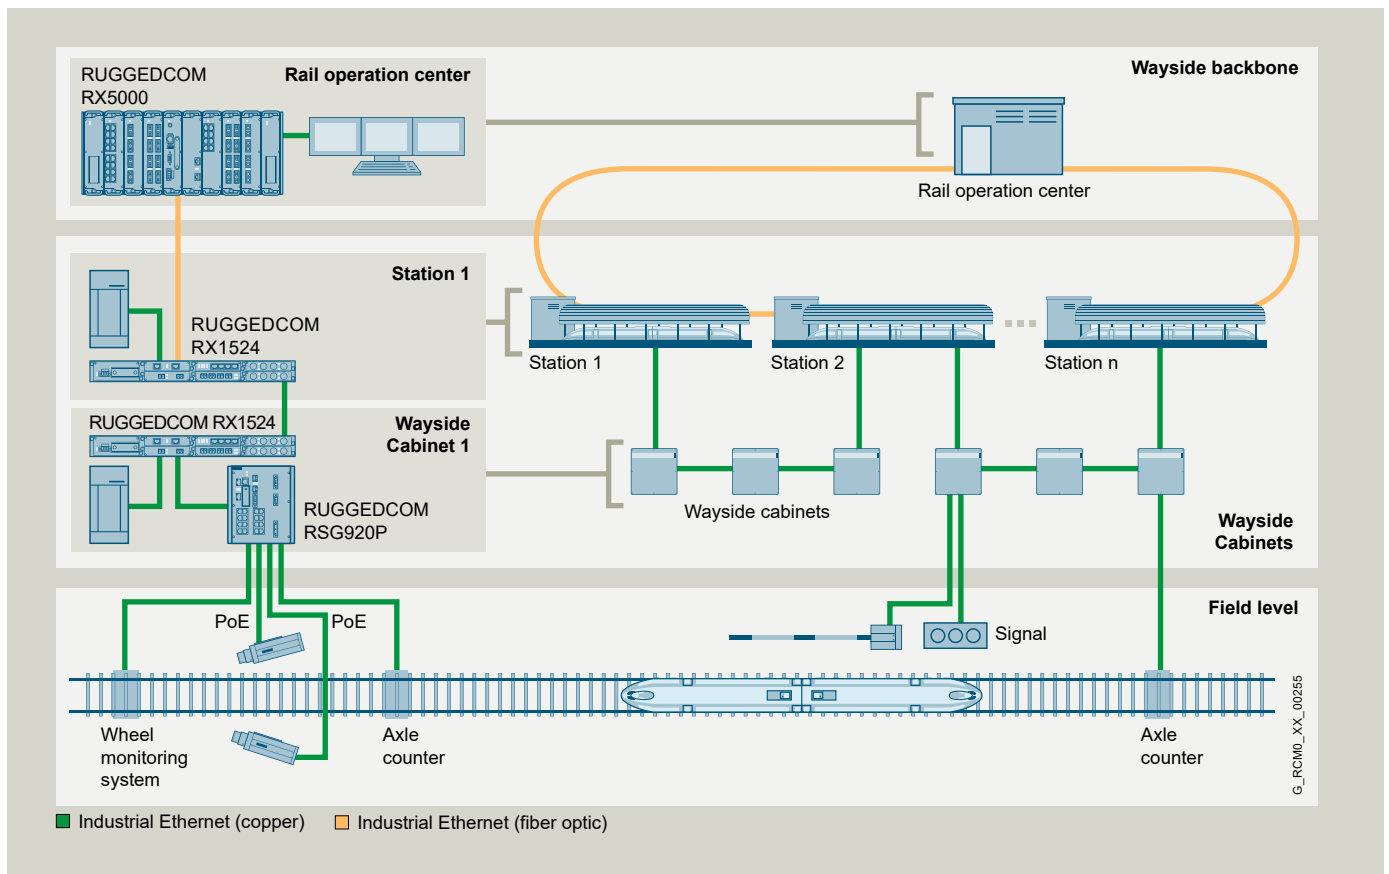 RUGGEDCOM
RX5000
Rail operation center
Wayside backbone
Rail operation center
Station 1
RUGGEDCOM
RX1524
Station 1
Station 2
Station n
RUGGEDCOM RX1524
Wayside
Cabinet 1
RUGGEDCOM
RSG920P
Wayside cabinets
Wayside
Cabinets
Field level
PoE
PoE
Signal
Wheel
monitoring
system
Axle
counter
Axle
counter
G_RCM0_XX_00255
Industrial Ethernet (copper)
Industrial Ethernet (fiber optic)